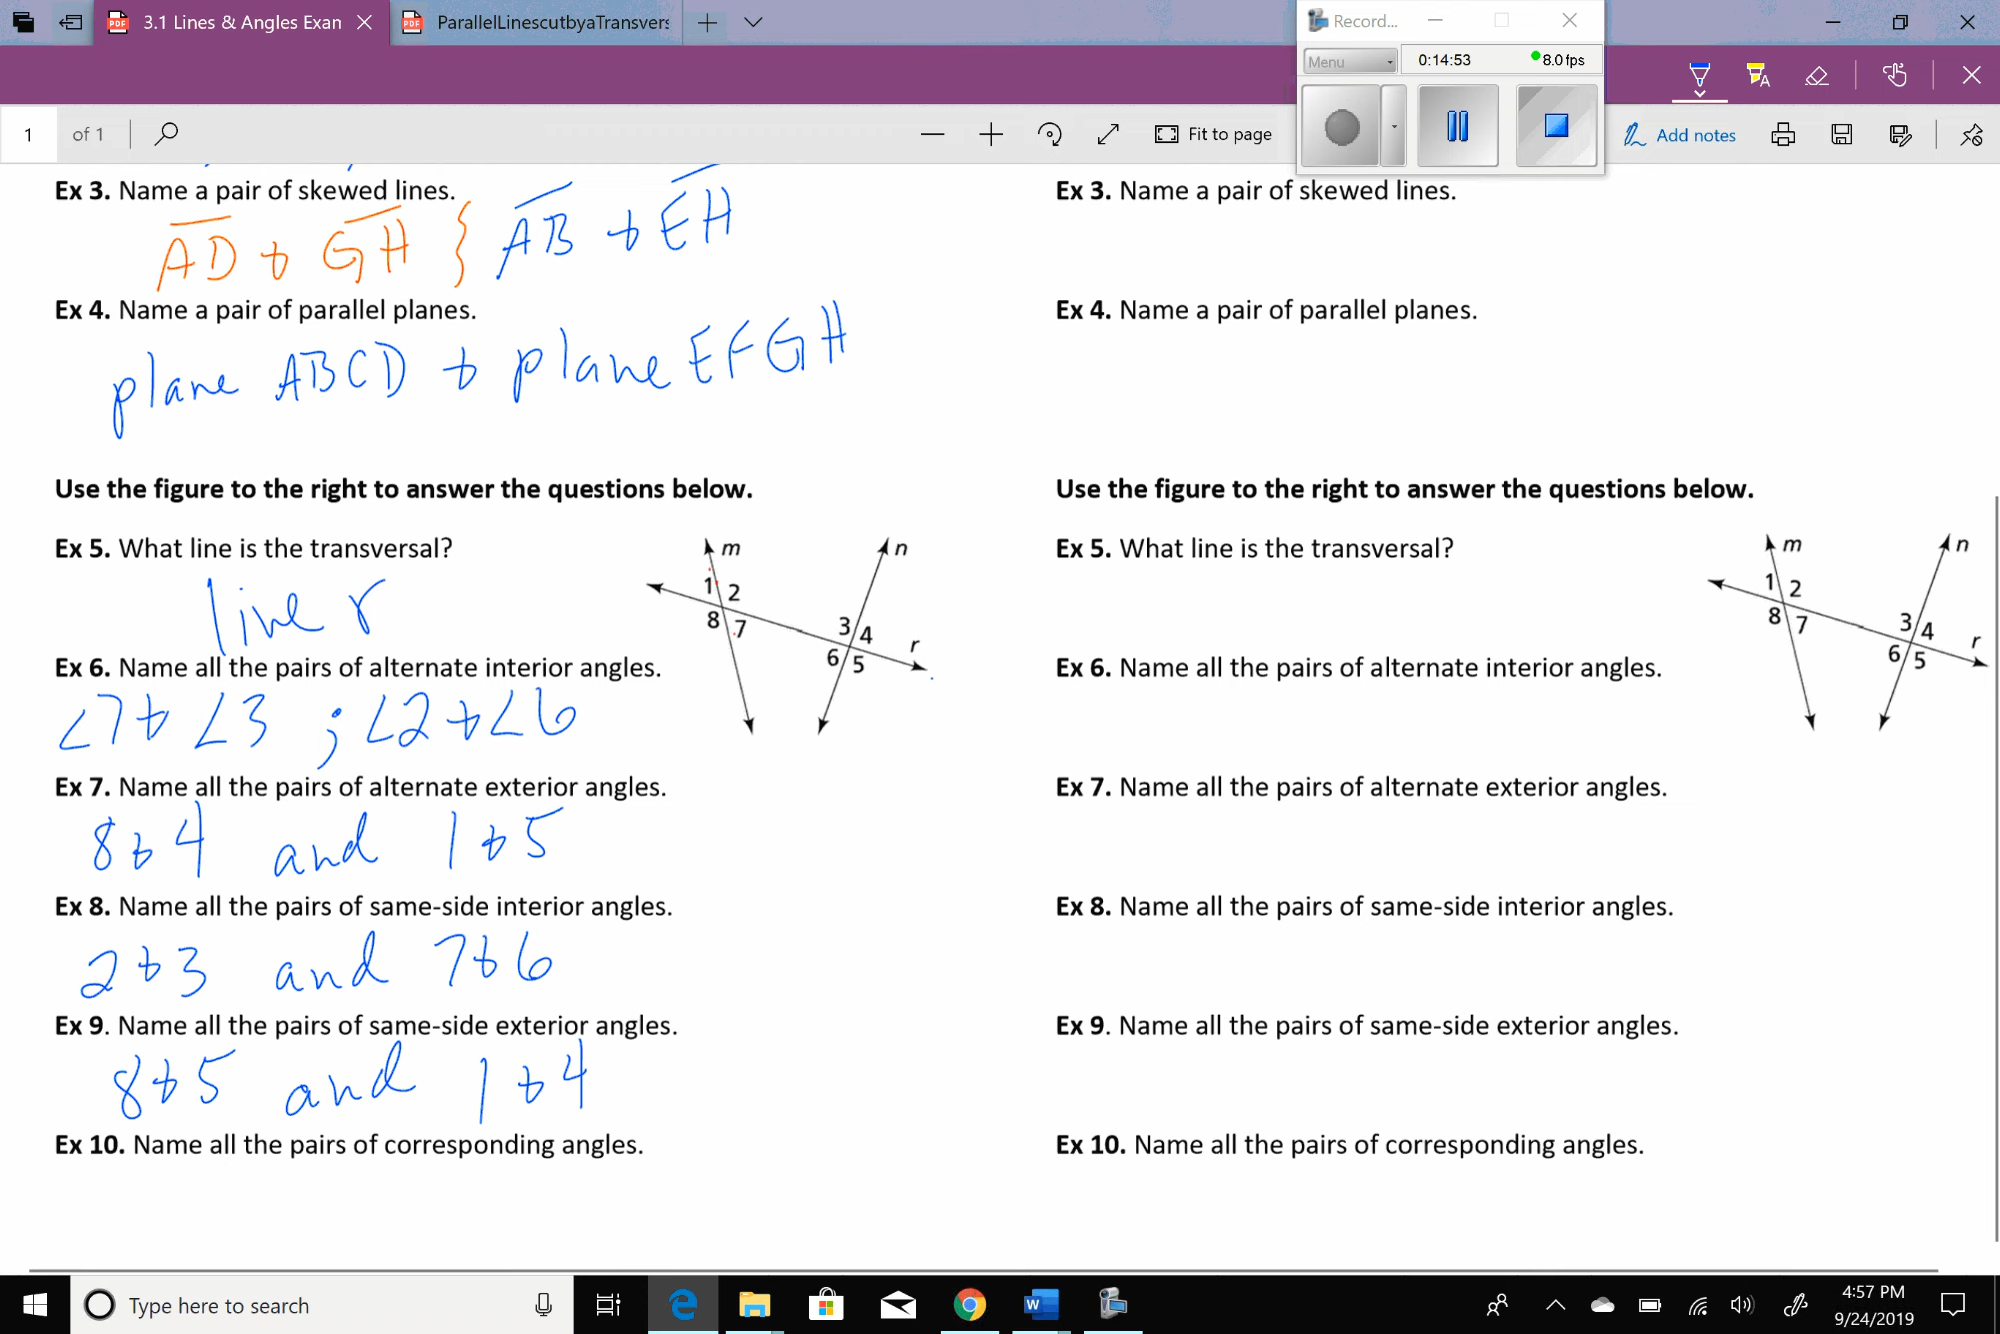 3.1 Lines & Angles Exan
ParallelLinescutbyaTransvers
Record...
Menu
0:14:53
8.0 fps
1 of 1
Fit to page
Add notes
Ex 3. Name a pair of skewed lines.
AD & GH } AB & EH
Ex 4. Name a pair of parallel planes.
plane ABCD & plane EFGH
Use the figure to the right to answer the questions below.
Ex 5. What line is the transversal?
line r
m
n
1 2
8 7
3 4
6 5
r
Ex 6. Name all the pairs of alternate interior angles.
∠7 & ∠3 ; ∠2 & ∠6
Ex 7. Name all the pairs of alternate exterior angles.
8 & 4 and 1 & 5
Ex 8. Name all the pairs of same-side interior angles.
2 & 3 and 7 & 6
Ex 9. Name all the pairs of same-side exterior angles.
8 & 5 and 1 & 4
Ex 10. Name all the pairs of corresponding angles.
Ex 3. Name a pair of skewed lines.
Ex 4. Name a pair of parallel planes.
Use the figure to the right to answer the questions below.
Ex 5. What line is the transversal?
m
n
1 2
8 7
3 4
6 5
r
Ex 6. Name all the pairs of alternate interior angles.
Ex 7. Name all the pairs of alternate exterior angles.
Ex 8. Name all the pairs of same-side interior angles.
Ex 9. Name all the pairs of same-side exterior angles.
Ex 10. Name all the pairs of corresponding angles.
Type here to search
4:57 PM
9/24/2019